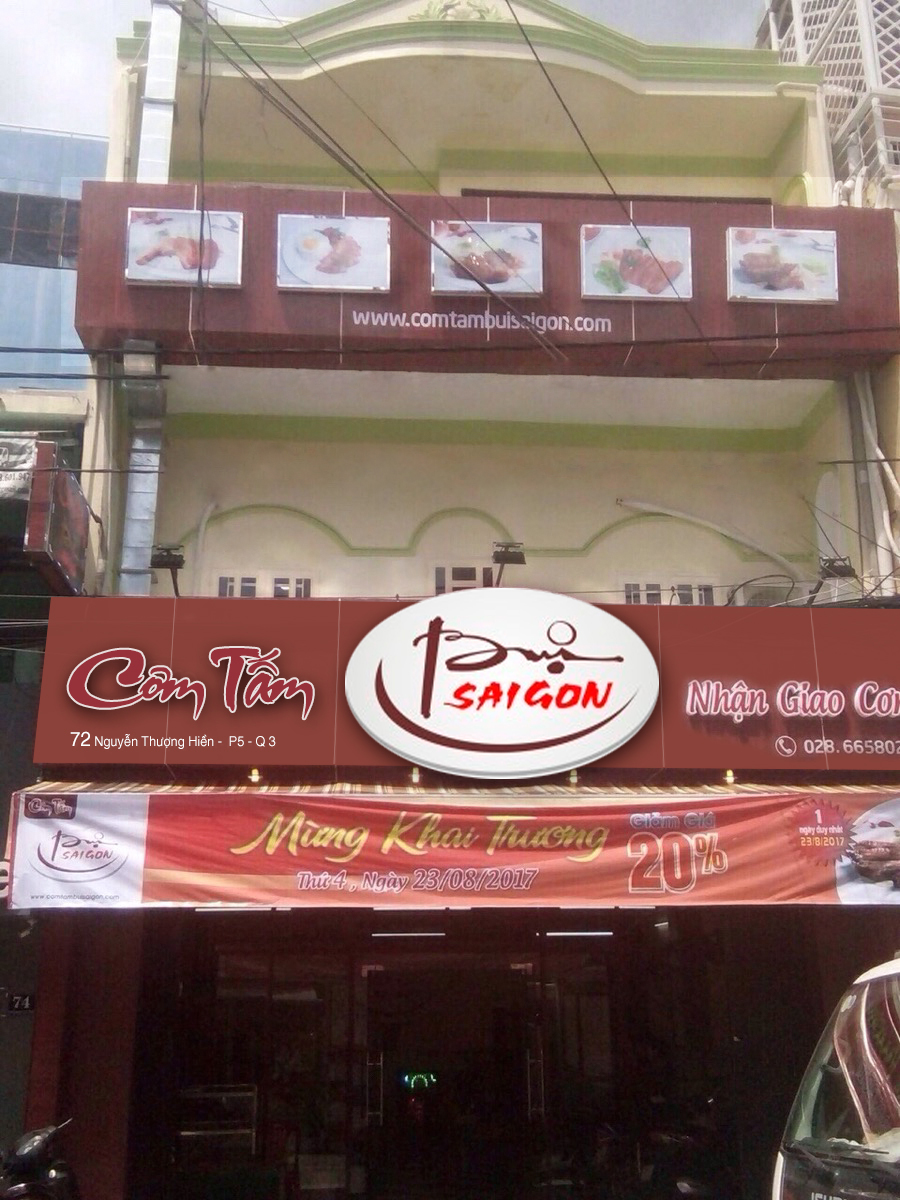 www.comtambuisaigon.com
Cơm Tấm
Bụi
SAIGON
72 Nguyễn Thượng Hiền - P5 - Q 3
Nhận Giao Cơm
028. 665802
Cơm Tấm
Bụi
SAIGON
www.comtambuisaigon.com
Mừng Khai Trương
Thứ 4 , Ngày 23/08/2017
Giảm Giá
20%
1
ngày duy nhất
23/8/2017
74